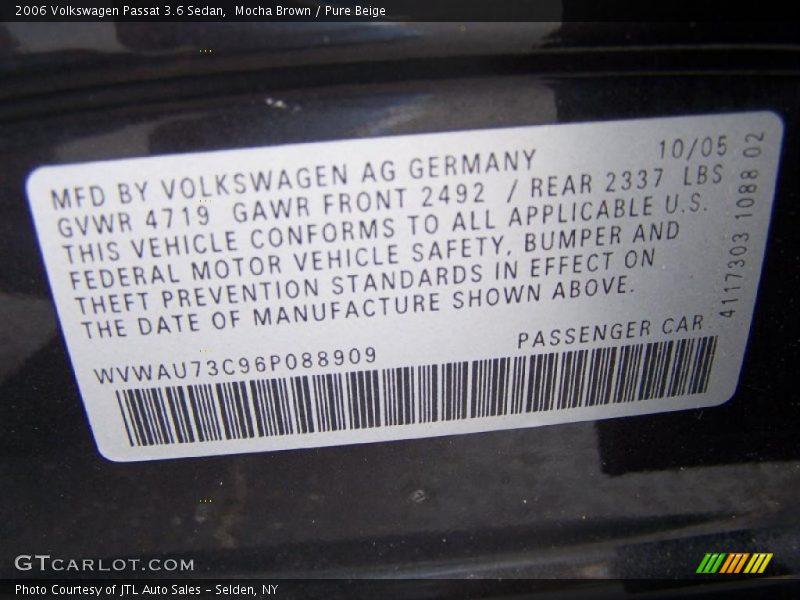 2006 Volkswagen Passat 3.6 Sedan, Mocha Brown / Pure Beige
MFD BY VOLKSWAGEN AG GERMANY 10/05
GVWR 4719 GAWR FRONT 2492 / REAR 2337 LBS
THIS VEHICLE CONFORMS TO ALL APPLICABLE U.S.
FEDERAL MOTOR VEHICLE SAFETY, BUMPER AND
THEFT PREVENTION STANDARDS IN EFFECT ON
THE DATE OF MANUFACTURE SHOWN ABOVE.
4117303 1088 02
WVWAU73C96P088909 PASSENGER CAR
GTCARLOT.COM
Photo Courtesy of JTL Auto Sales - Selden, NY